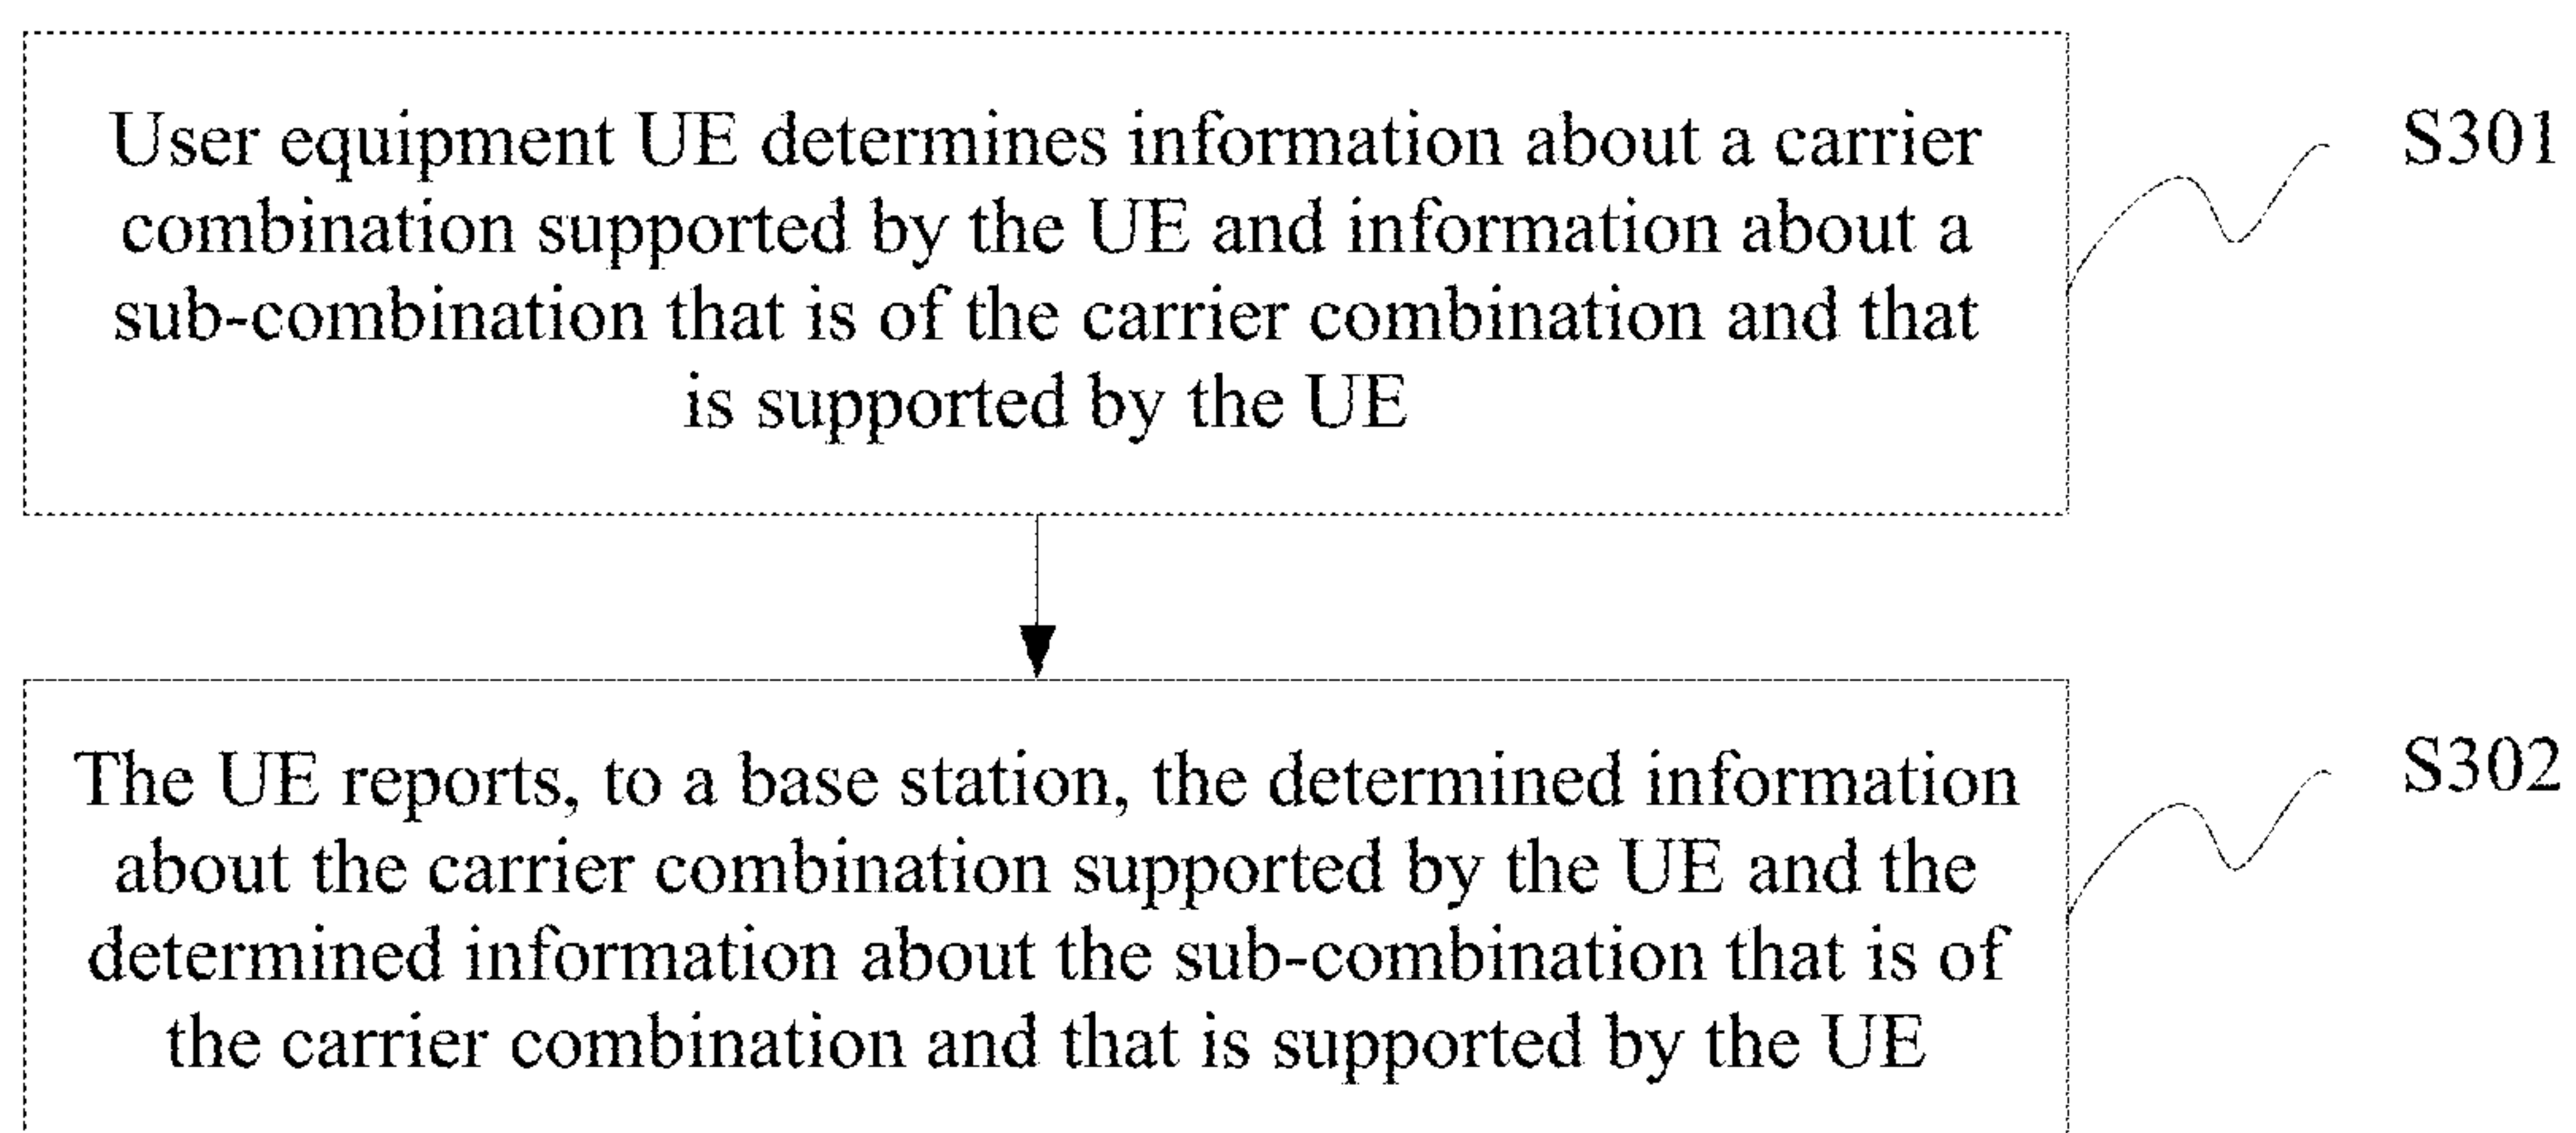 User equipment UE determines information about a carrier
combination supported by the UE and information about a
sub-combination that is of the carrier combination and that
is supported by the UE
S301
The UE reports, to a base station, the determined information
about the carrier combination supported by the UE and the
determined information about the sub-combination that is of
the carrier combination and that is supported by the UE
S302